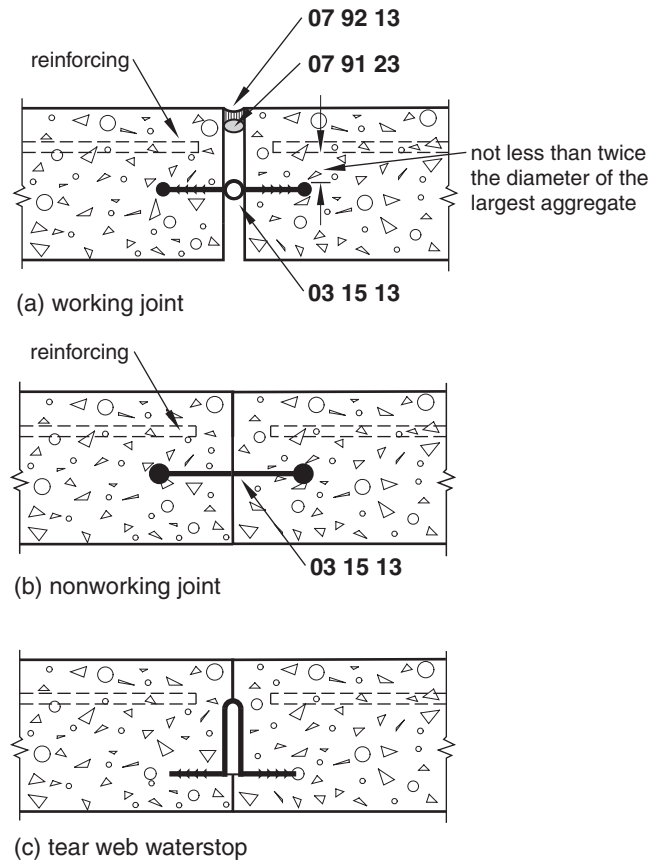 07 92 13
reinforcing
07 91 23
not less than twice
the diameter of the
largest aggregate
03 15 13
(a) working joint
reinforcing
03 15 13
(b) nonworking joint
(c) tear web waterstop